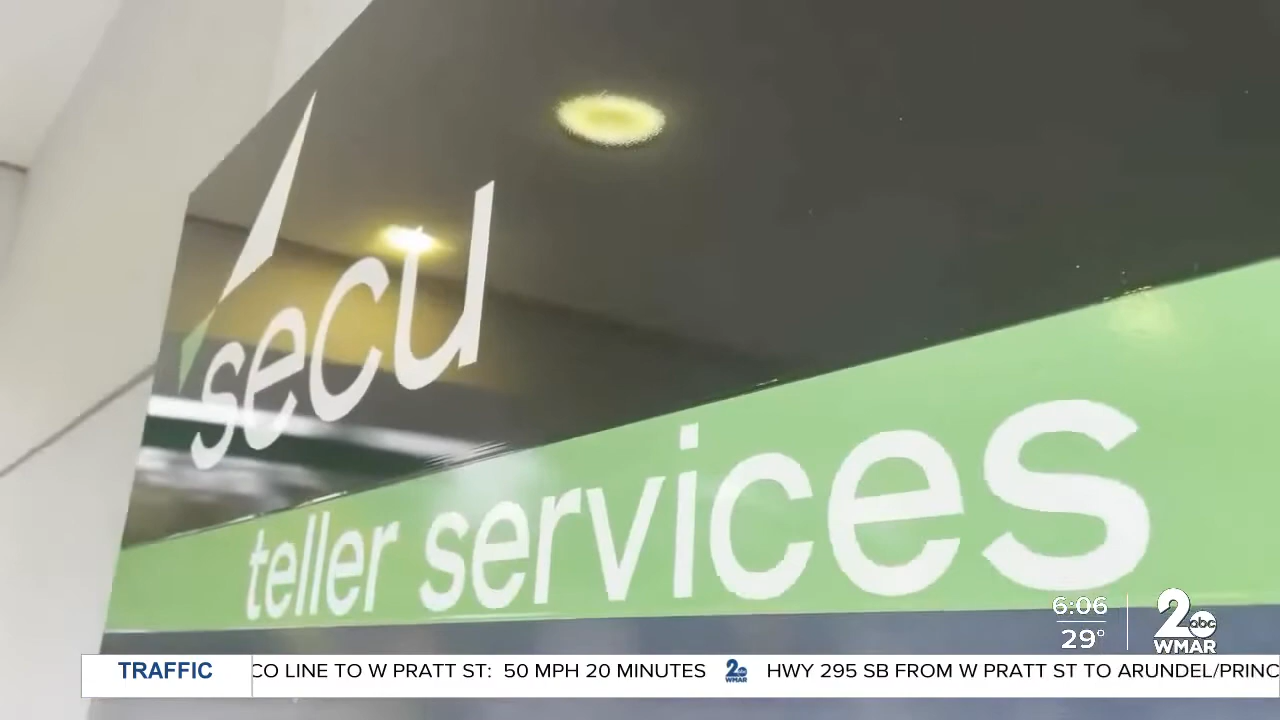 secu
teller services
6:06
29°
2 abc
WMAR
TRAFFIC
CO LINE TO W PRATT ST: 50 MPH 20 MINUTES 2 WMAR HWY 295 SB FROM W PRATT ST TO ARUNDEL/PRINC